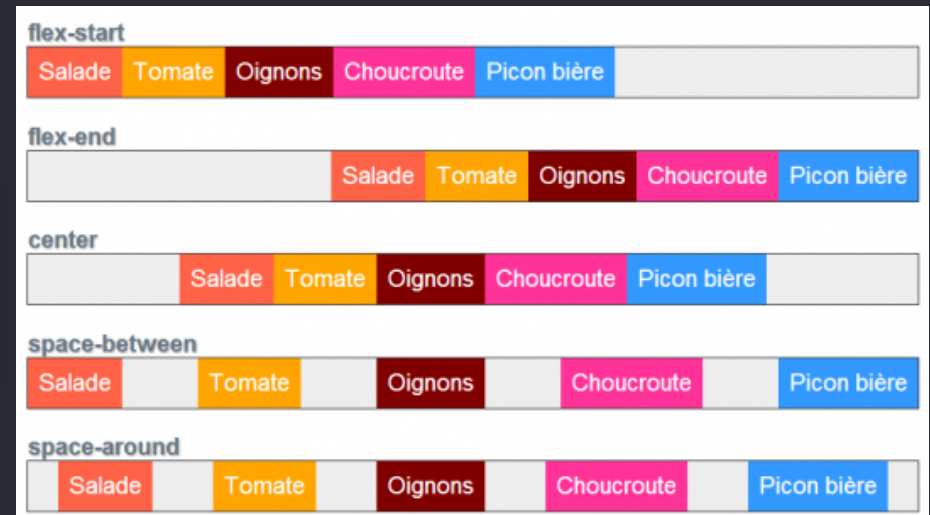 flex-start
Salade Tomate Oignons Choucroute Picon bière
flex-end
Salade Tomate Oignons Choucroute Picon bière
center
Salade Tomate Oignons Choucroute Picon bière
space-between
Salade Tomate Oignons Choucroute Picon bière
space-around
Salade Tomate Oignons Choucroute Picon bière